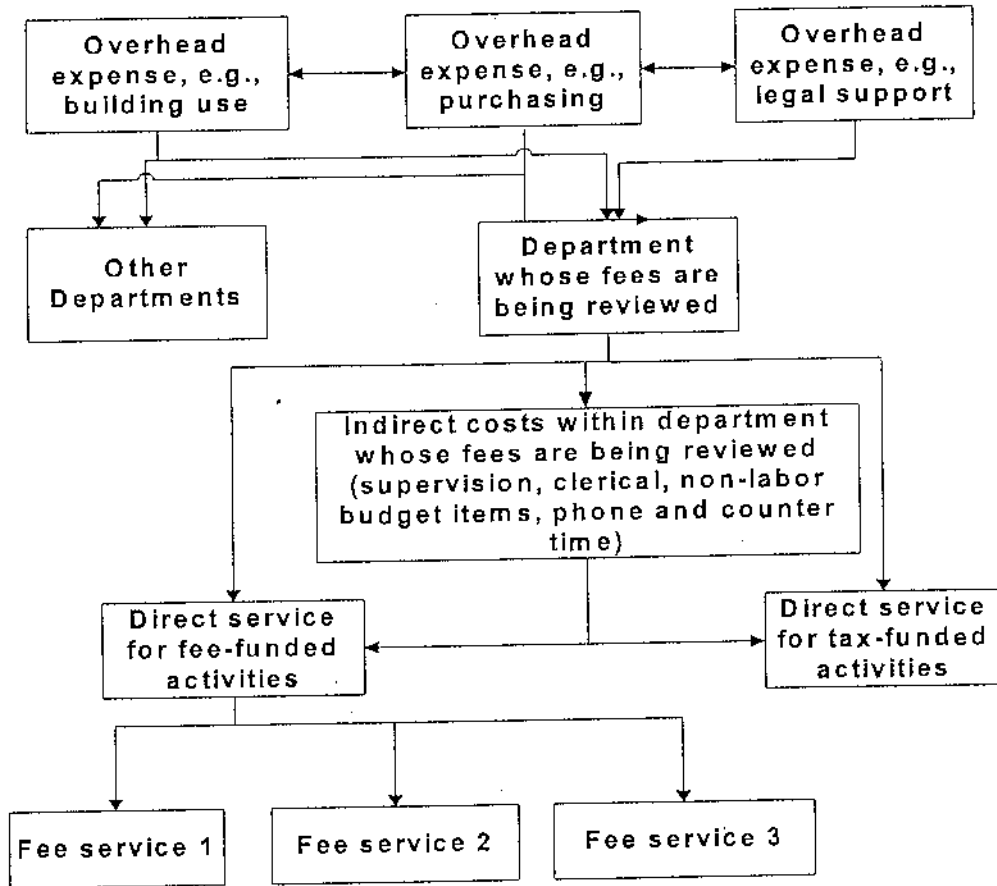 Overhead
expense, e.g.,
building use
Overhead
expense, e.g.,
purchasing
Overhead
expense, e.g.,
legal support
Other
Departments
Department
whose fees are
being reviewed
Indirect costs within department
whose fees are being reviewed
(supervision, clerical, non-labor
budget items, phone and counter
time)
Direct service
for fee-funded
activities
Direct service
for tax-funded
activities
Fee service 1
Fee service 2
Fee service 3